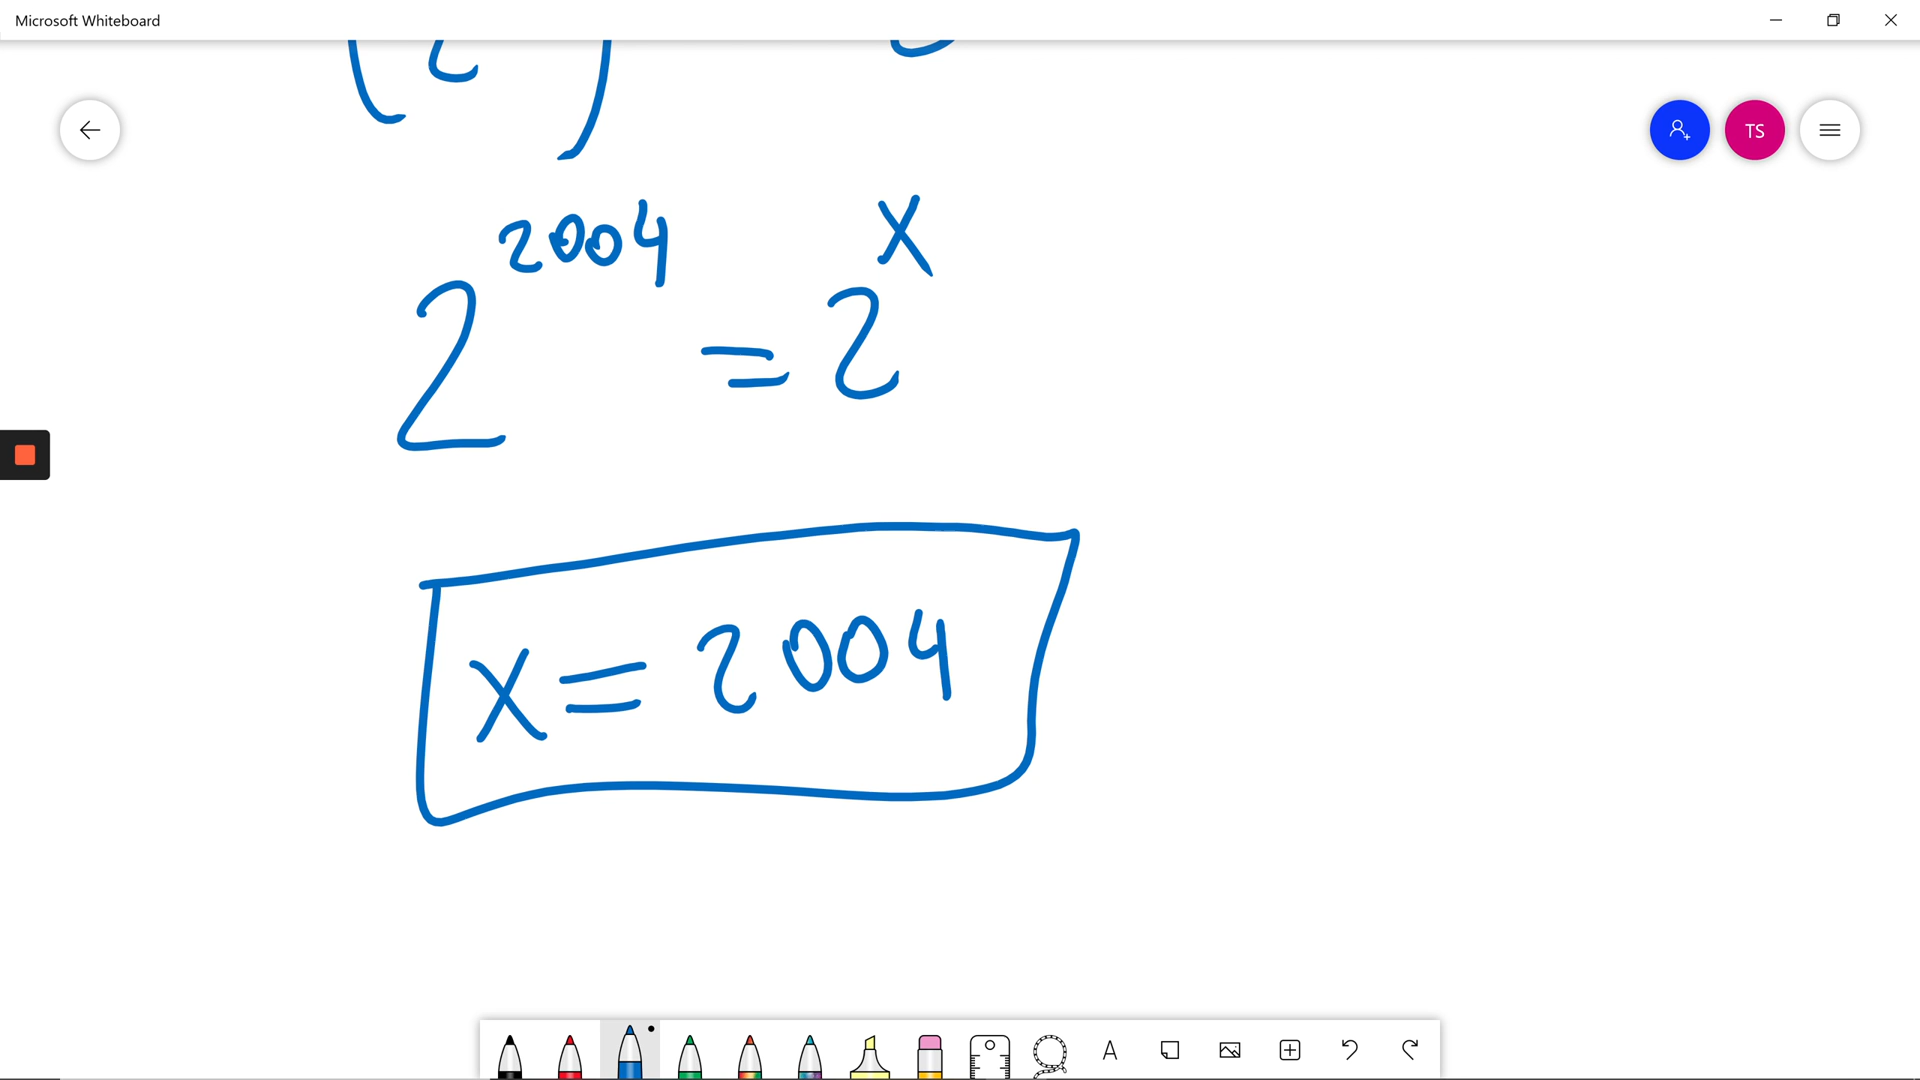 Microsoft Whiteboard
TS
2^2004 = 2^x
x = 2004
A